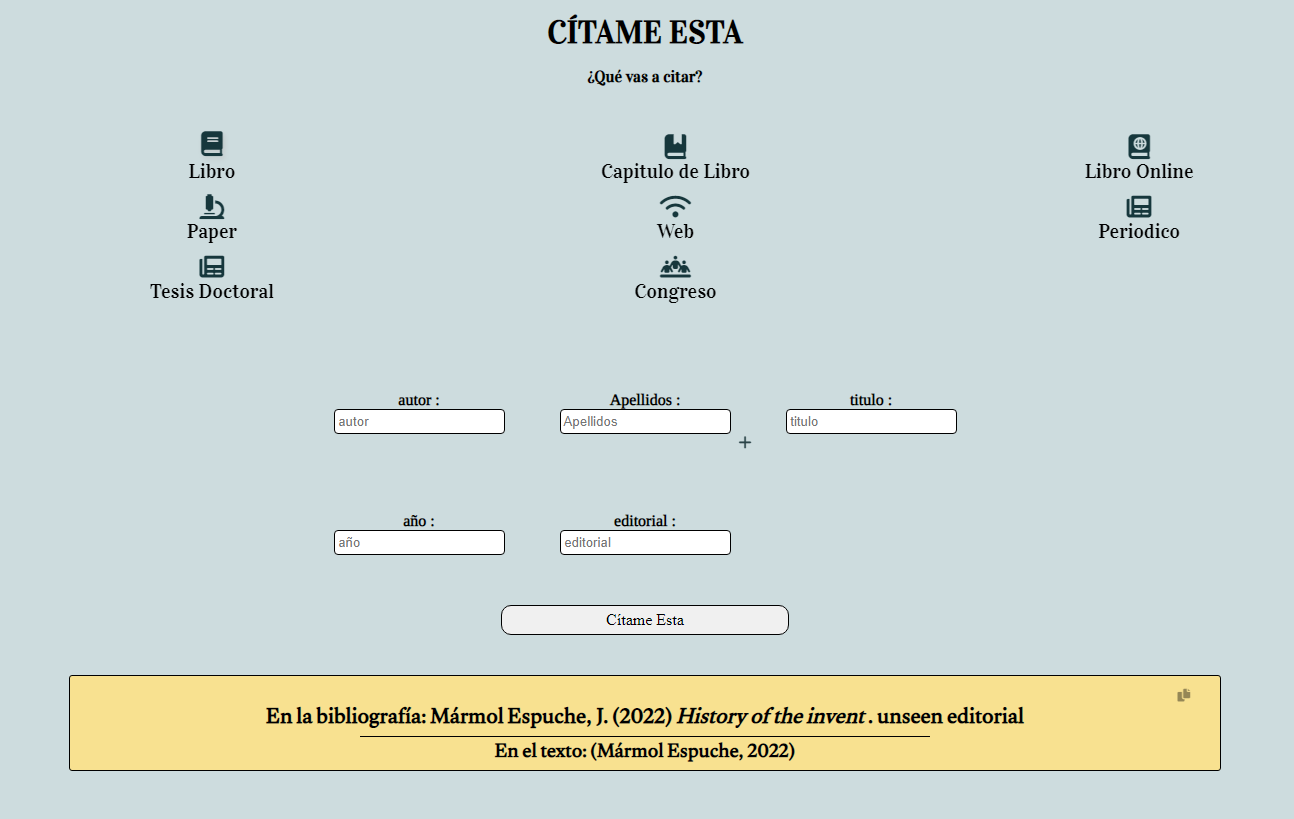 CÍTAME ESTA
¿Qué vas a citar?
Libro
Capitulo de Libro
Libro Online
Paper
Web
Periodico
Tesis Doctoral
Congreso
autor :
Apellidos :
titulo :
autor
Apellidos
titulo
+
año :
editorial :
año
editorial
Cítame Esta
En la bibliografía: Mármol Espuche, J. (2022) History of the invent . unseen editorial
En el texto: (Mármol Espuche, 2022)